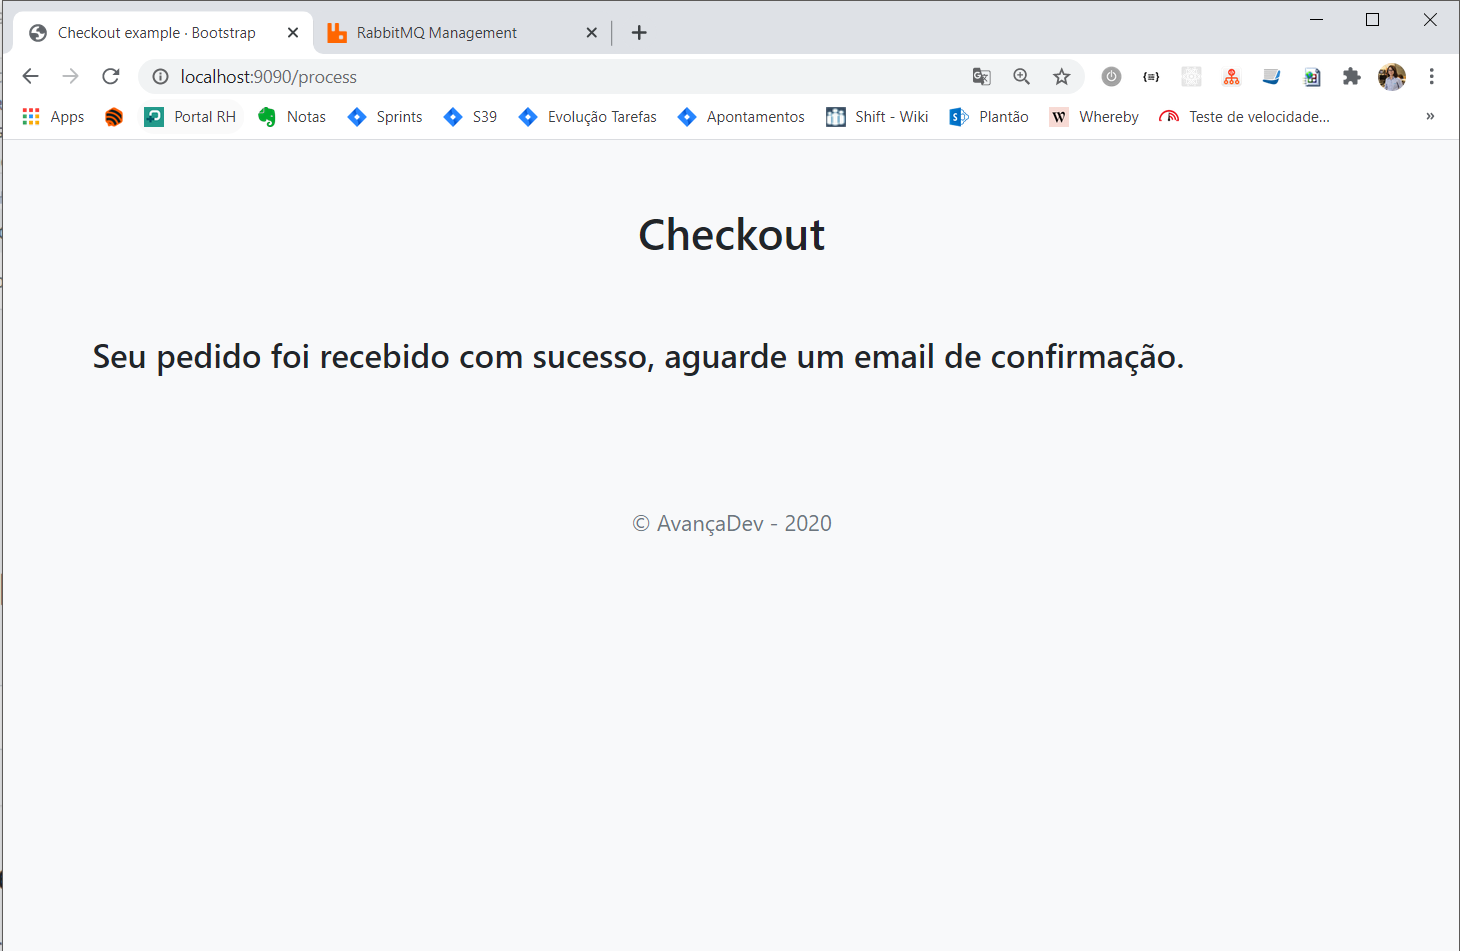 Checkout example · Bootstrap
RabbitMQ Management
localhost:9090/process
Apps
Portal RH
Notas
Sprints
S39
Evolução Tarefas
Apontamentos
Shift - Wiki
Plantão
Whereby
Teste de velocidade...
Checkout
Seu pedido foi recebido com sucesso, aguarde um email de confirmação.
© AvançaDev - 2020